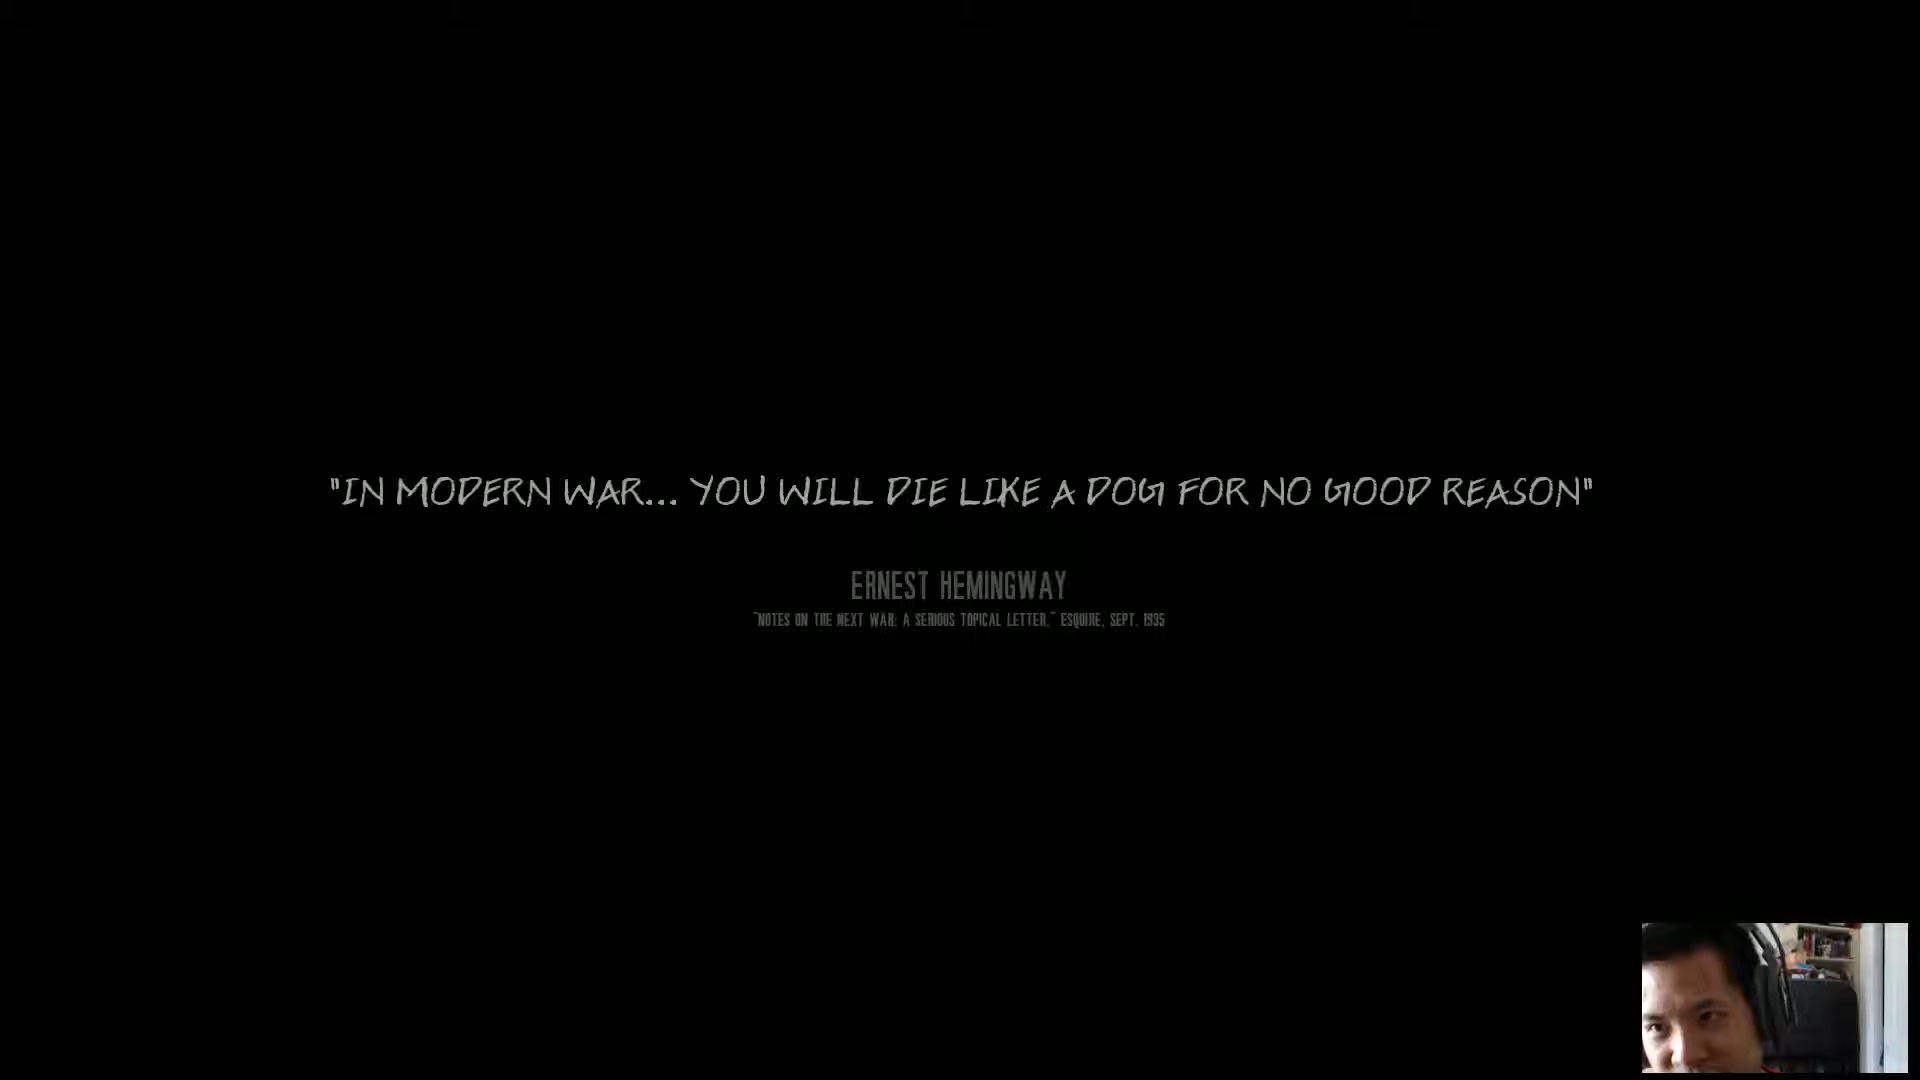 "IN MODERN WAR... YOU WILL DIE LIKE A DOG FOR NO GOOD REASON"
ERNEST HEMINGWAY
"NOTES ON THE NEXT WAR: A SERIOUS TOPICAL LETTER," ESQUIRE, SEPT. 1935